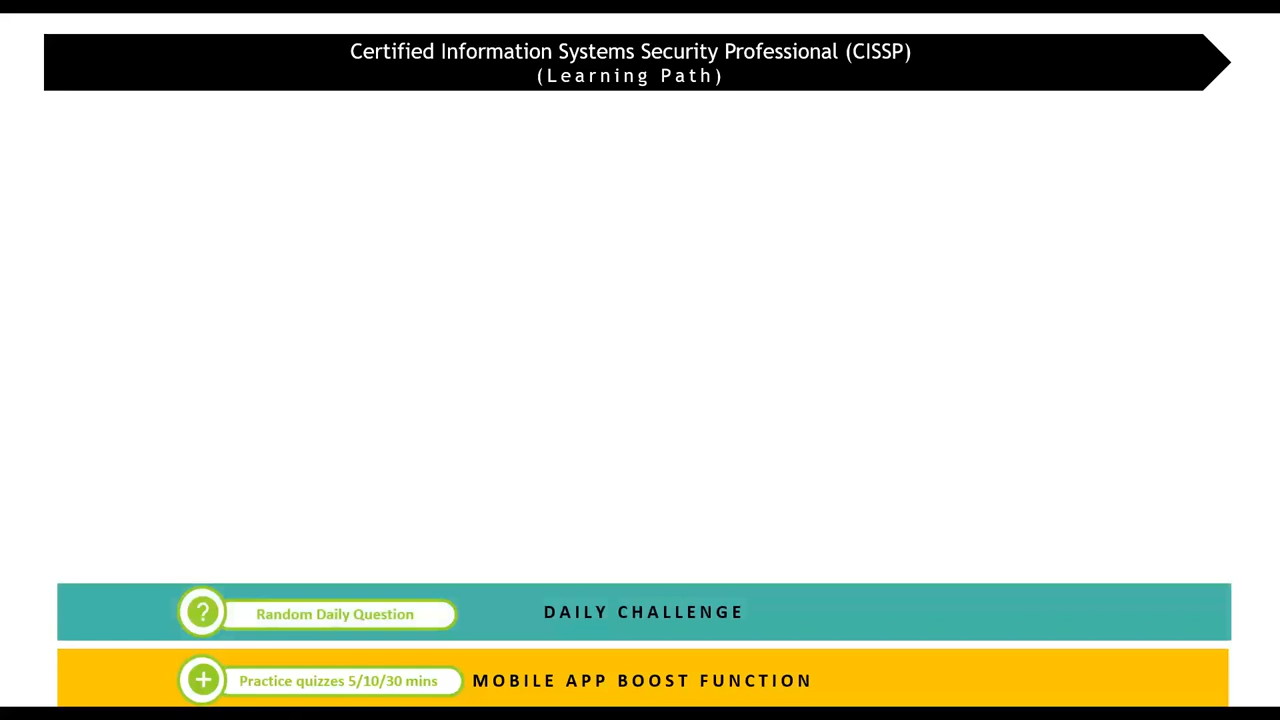 Certified Information Systems Security Professional (CISSP)
(Learning Path)
? Random Daily Question DAILY CHALLENGE
+ Practice quizzes 5/10/30 mins MOBILE APP BOOST FUNCTION